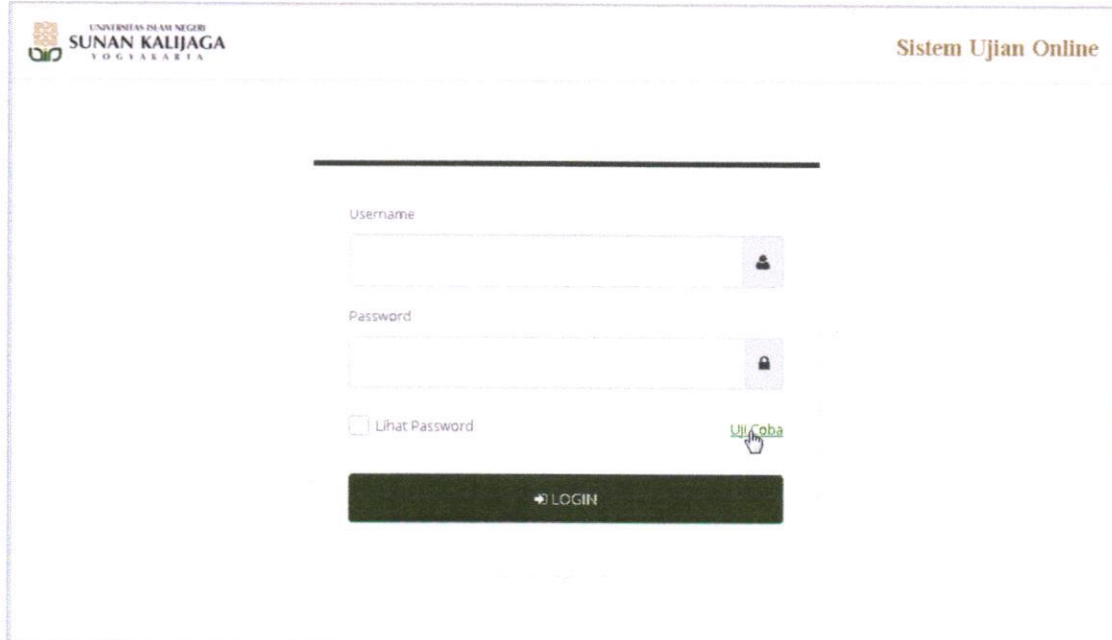 UNIVERSITAS ISLAM NEGERI
SUNAN KALIJAGA
YOGYAKARTA
Sistem Ujian Online
Username
Password
Lihat Password
Uji Coba
LOGIN